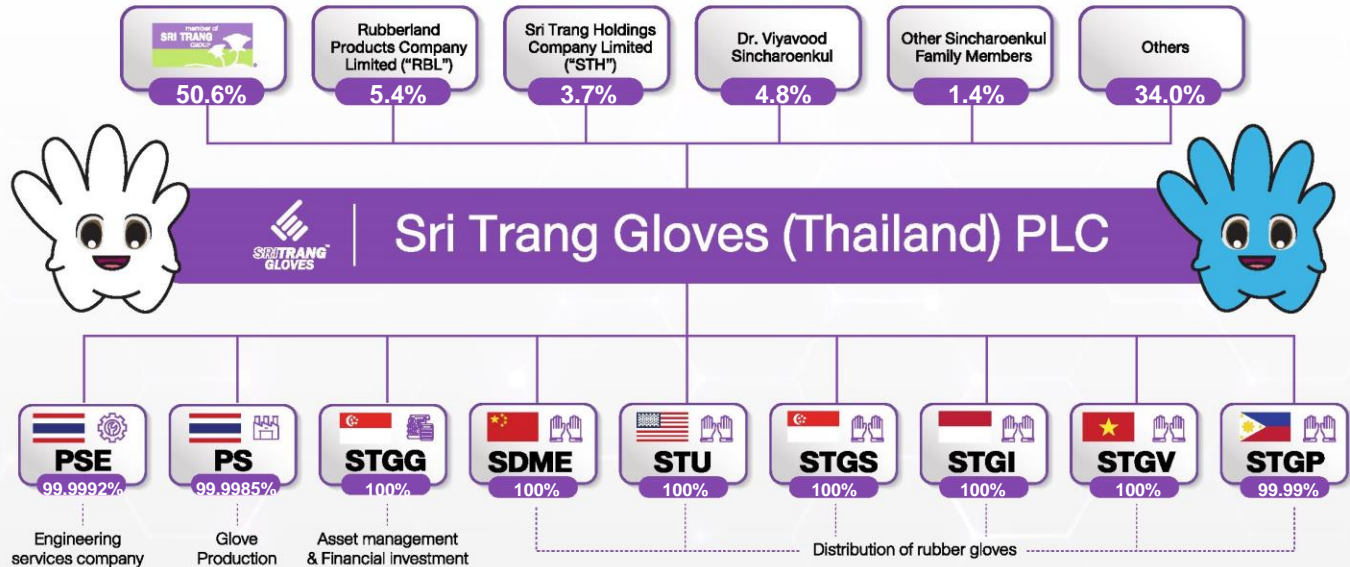 member of
SRI TRANG
GROUP
50.6%
Rubberland
Products Company
Limited ("RBL")
5.4%
Sri Trang Holdings
Company Limited
("STH")
3.7%
Dr. Viyavood
Sincharoenkul
4.8%
Other Sincharoenkul
Family Members
1.4%
Others
34.0%
SRITRANG™
GLOVES
Sri Trang Gloves (Thailand) PLC
PSE
99.9992%
PS
99.9985%
STGG
100%
SDME
100%
STU
100%
STGS
100%
STGI
100%
STGV
100%
STGP
99.99%
Engineering
services company
Glove
Production
Asset management
& Financial investment
Distribution of rubber gloves